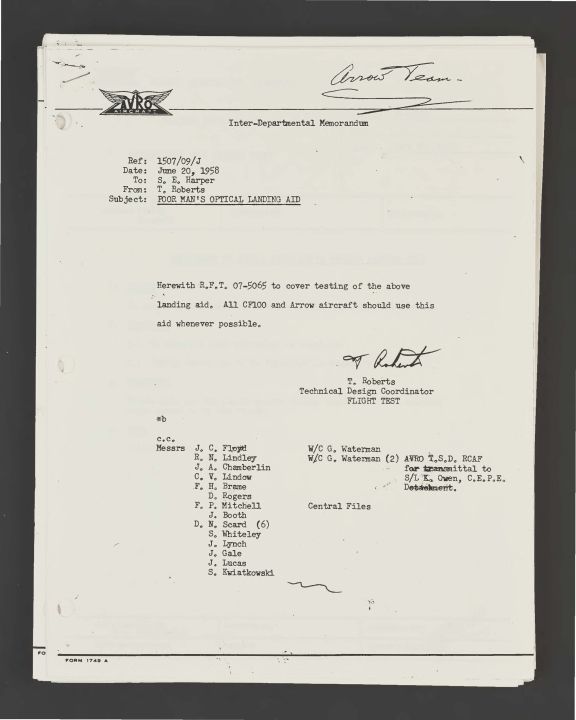 Arrow Team-
AVRO
AIRCRAFT
Inter-Departmental Memorandum
Ref: 1507/09/J
Date: June 20, 1958
To: S. E. Harper
From: T. Roberts
Subject: POOR MAN'S OPTICAL LANDING AID
Herewith R.F.T. 07-5065 to cover testing of the above
landing aid. All CF100 and Arrow aircraft should use this
aid whenever possible.
T Roberts
T. Roberts
Technical Design Coordinator
FLIGHT TEST
*b
c.c.
Messrs J. C. Floyd
R. N. Lindley
J. A. Chamberlin
C. V. Lindow
F. H. Brame
D. Rogers
F. P. Mitchell
J. Booth
D. N. Scard (6)
S. Whiteley
J. Lynch
J. Gale
J. Lucas
S. Kwiatkowski
W/C G. Waterman
W/C G. Waterman (2) AVRO T.S.D. RCAF
for transmittal to
S/L K. Owen, C.E.P.E.
Detachment.
Central Files
FO
FORM 1749 A